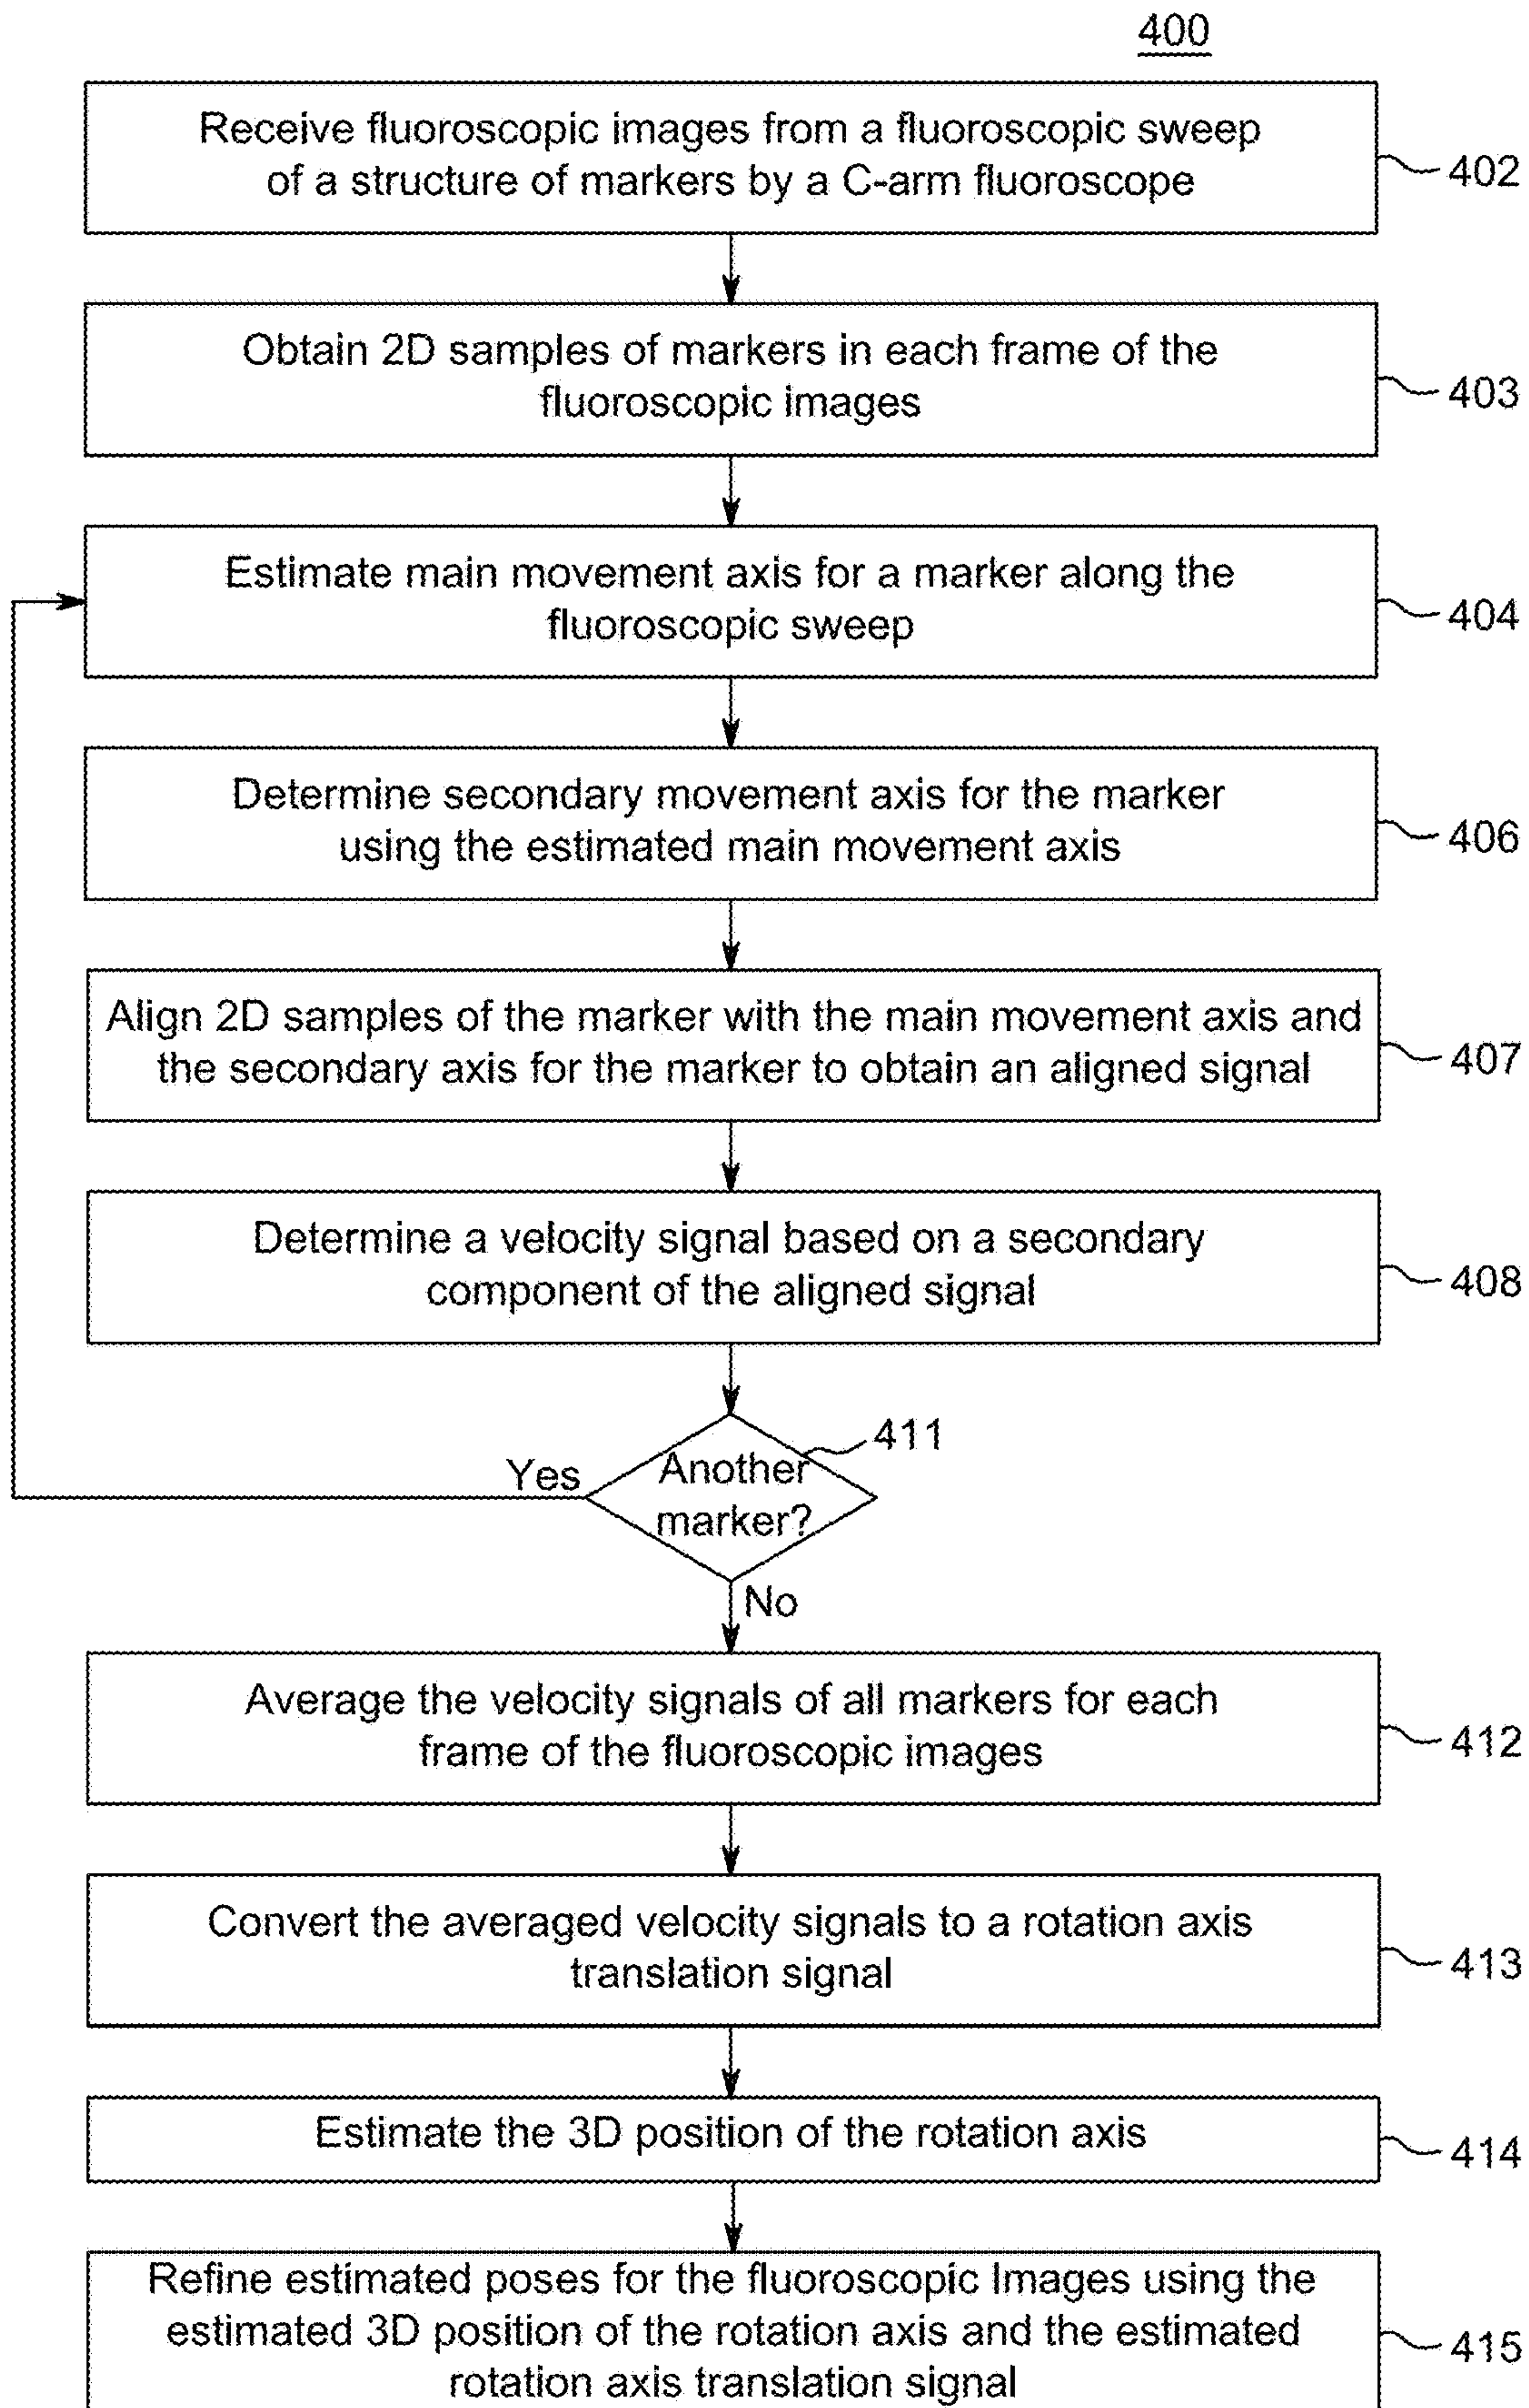 400
Receive fluoroscopic images from a fluoroscopic sweep
of a structure of markers by a C-arm fluoroscope
402
Obtain 2D samples of markers in each frame of the
fluoroscopic images
403
Estimate main movement axis for a marker along the
fluoroscopic sweep
404
Determine secondary movement axis for the marker
using the estimated main movement axis
406
Align 2D samples of the marker with the main movement axis and
the secondary axis for the marker to obtain an aligned signal
407
Determine a velocity signal based on a secondary
component of the aligned signal
408
411
Yes
Another
marker?
No
Average the velocity signals of all markers for each
frame of the fluoroscopic images
412
Convert the averaged velocity signals to a rotation axis
translation signal
413
Estimate the 3D position of the rotation axis
414
Refine estimated poses for the fluoroscopic Images using the
estimated 3D position of the rotation axis and the estimated
rotation axis translation signal
415